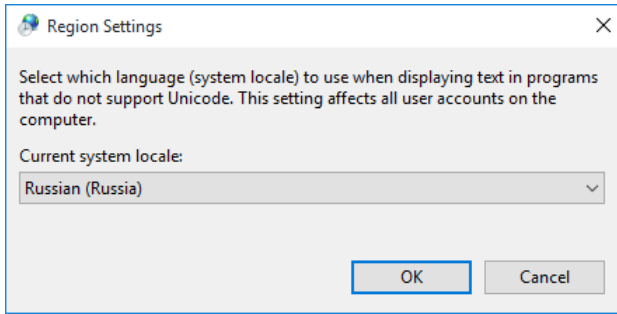 Region Settings
Select which language (system locale) to use when displaying text in programs
that do not support Unicode. This setting affects all user accounts on the
computer.
Current system locale:
Russian (Russia)
OK
Cancel